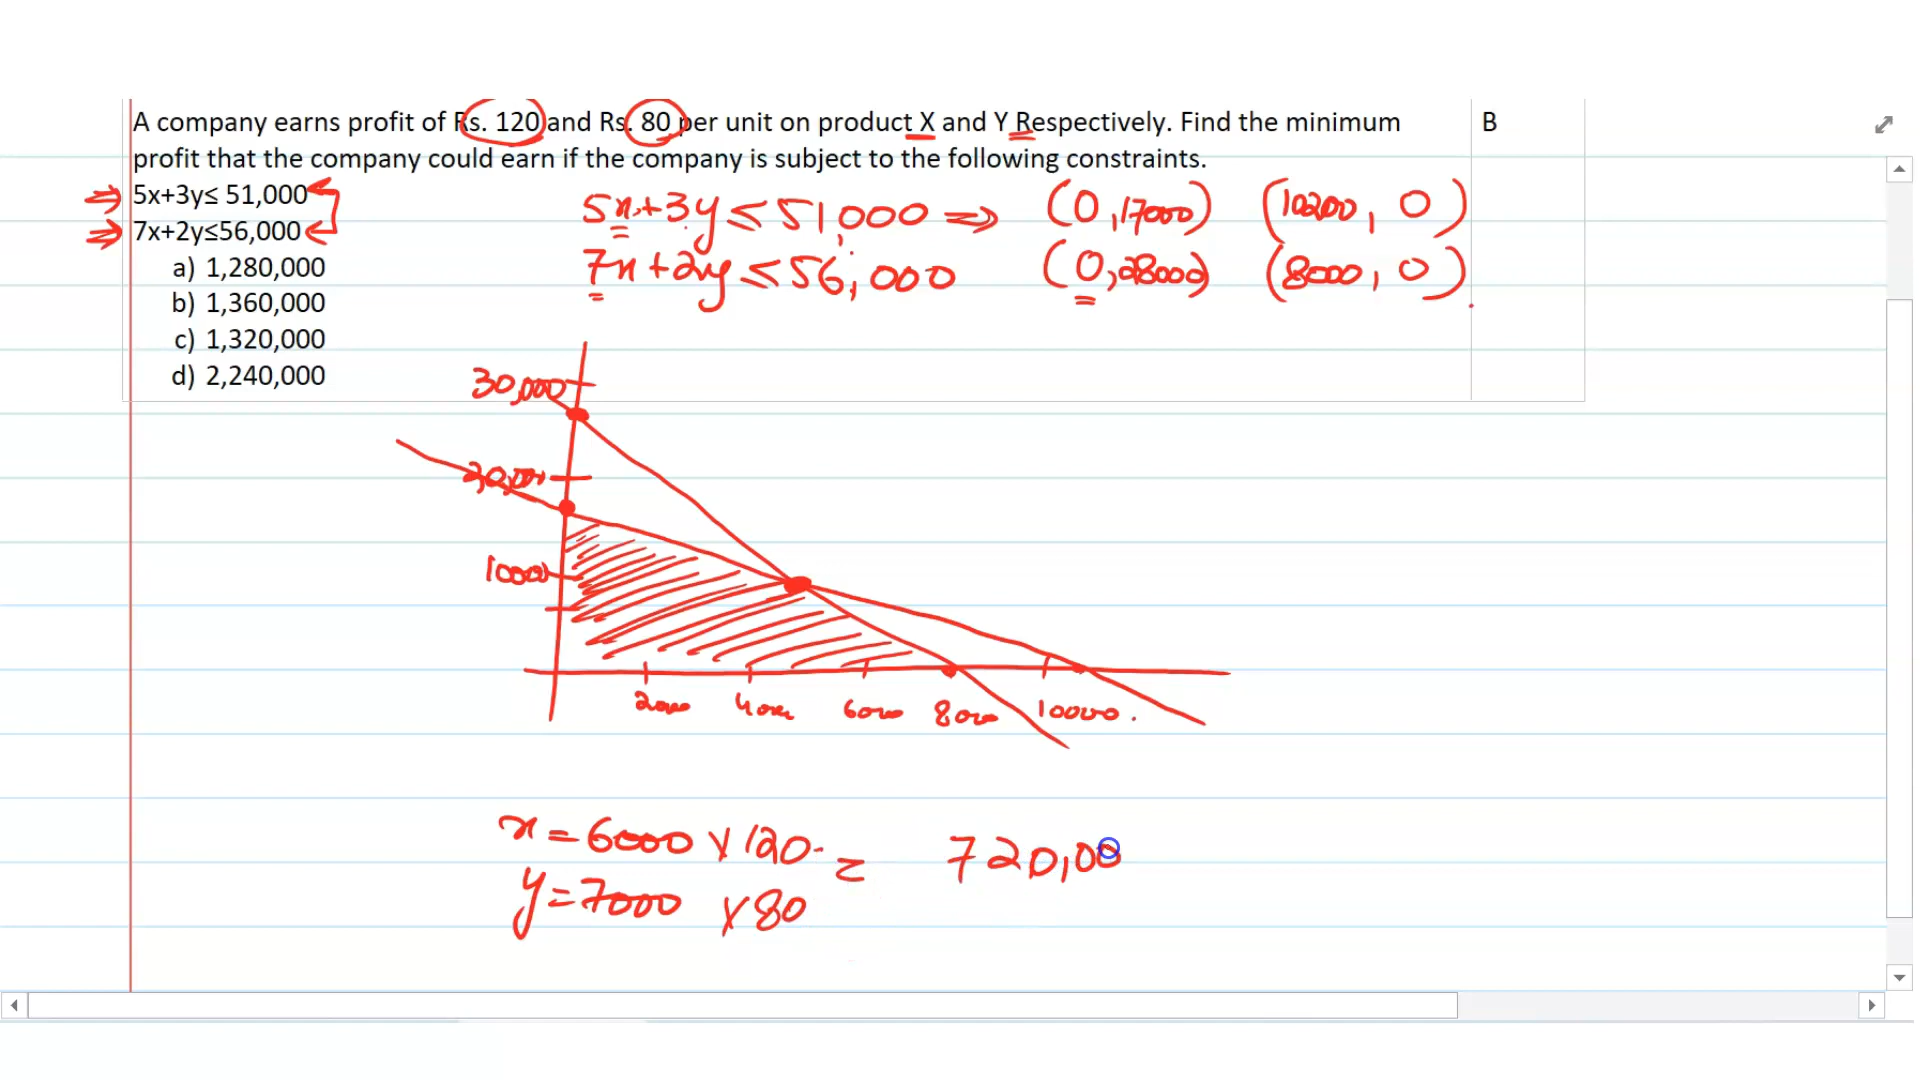 A company earns profit of Rs. 120 and Rs. 80 per unit on product X and Y Respectively. Find the minimum
B
profit that the company could earn if the company is subject to the following constraints.
5x+3y≤ 51,000
7x+2y≤56,000
a) 1,280,000
b) 1,360,000
c) 1,320,000
d) 2,240,000
5x+3y≤51,000 ⇒ (0,17000) (10200, 0)
7x+2y≤56,000 (0,28000) (8000, 0)
30,000
20,000
10000
2000 4000 6000 8000 10000
x=6000 x120 = 720,00
y=7000 x80